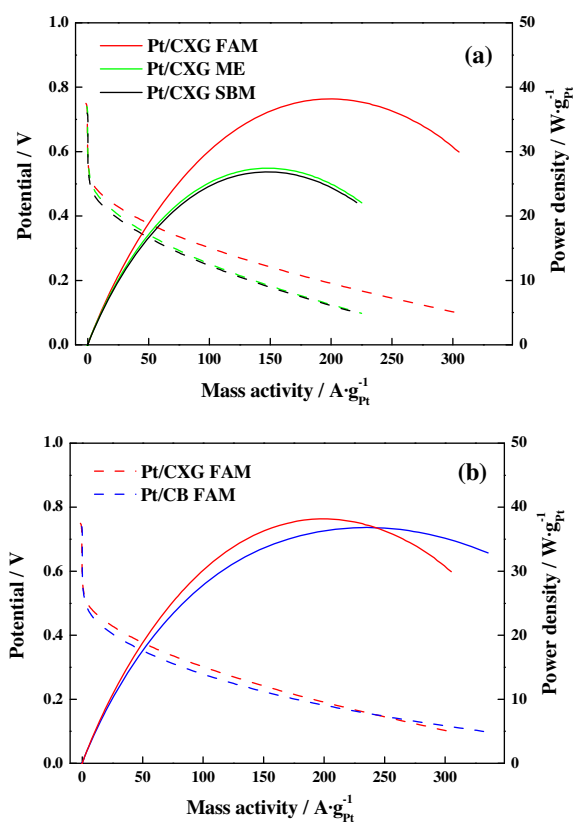 Pt/CXG FAM
Pt/CXG ME
Pt/CXG SBM
(a)
1.0
0.8
0.6
0.4
0.2
0.0
Potential / V
50
40
30
20
10
0
Power density / W·g⁻¹Pt
0 50 100 150 200 250 300
Mass activity / A·g⁻¹Pt
Pt/CXG FAM
Pt/CB FAM
(b)
1.0
0.8
0.6
0.4
0.2
0.0
Potential / V
50
40
30
20
10
0
Power density / W·g⁻¹Pt
0 50 100 150 200 250 300
Mass activity / A·g⁻¹Pt